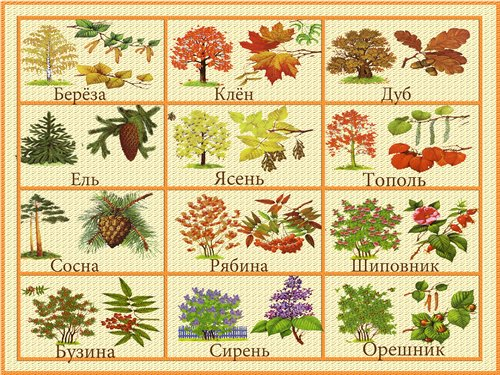 Берёза
Клён
Дуб
Ель
Ясень
Тополь
Сосна
Рябина
Шиповник
Бузина
Сирень
Орешник